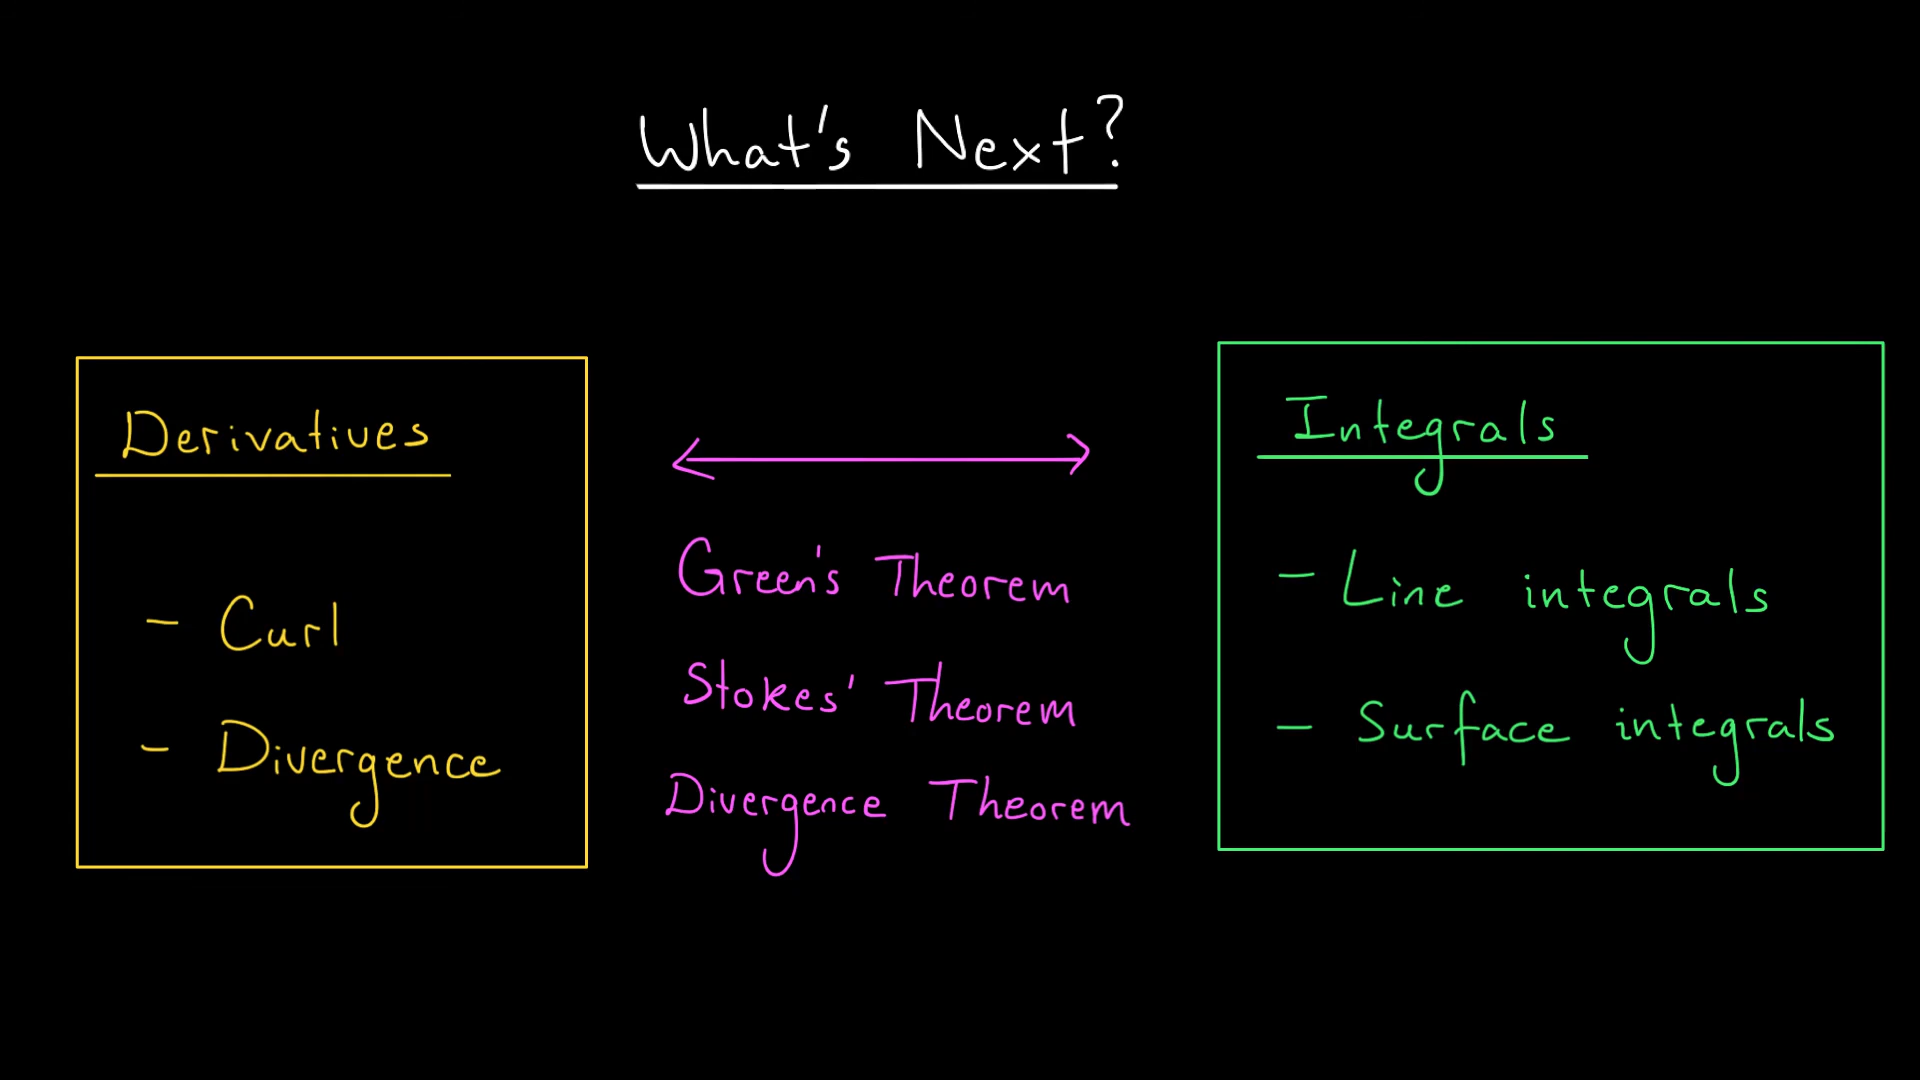 What's Next?
Derivatives
- Curl
- Divergence
Green's Theorem
Stokes' Theorem
Divergence Theorem
Integrals
- Line integrals
- Surface integrals